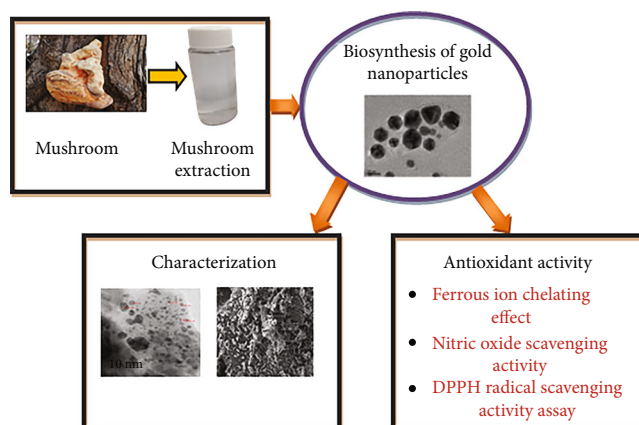 Biosynthesis of gold
nanoparticles
Mushroom
Mushroom
extraction
Characterization
10 nm
Antioxidant activity
• Ferrous ion chelating
effect
• Nitric oxide scavenging
activity
• DPPH radical scavenging
activity assay